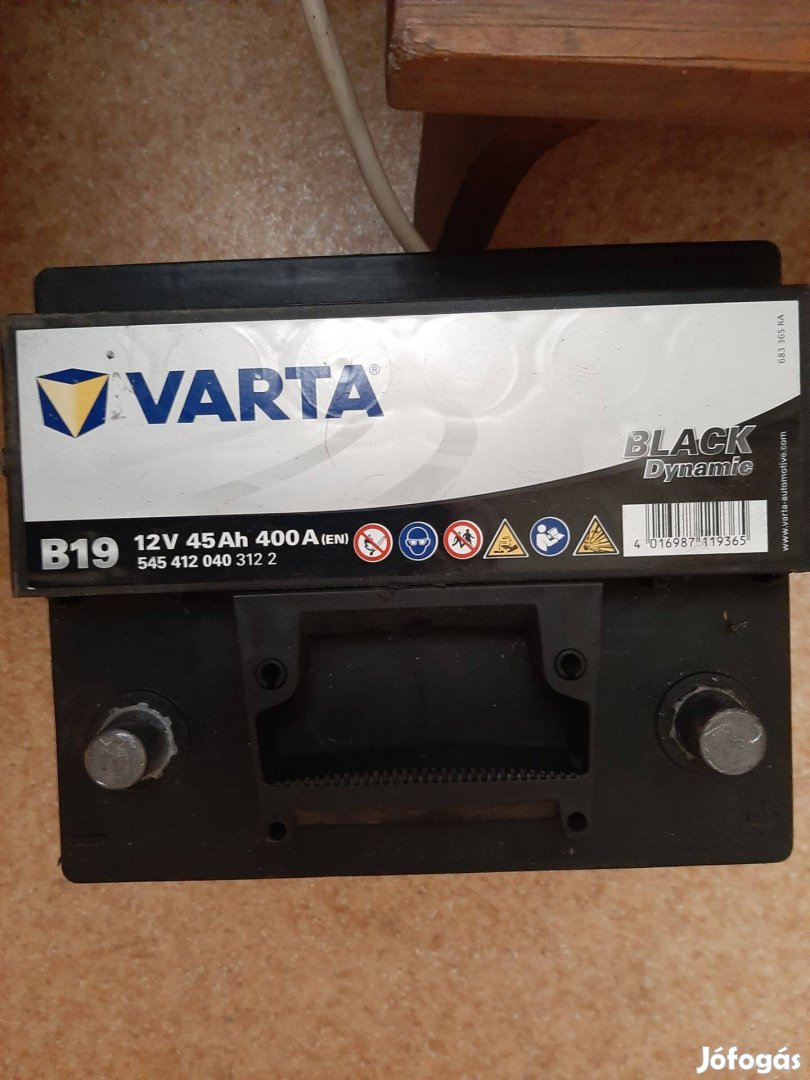 683 365 RA
VARTA®
BLACK
Dynamic
www.varta-automotive.com
B19 12V 45Ah 400A (EN)
545 412 040 312 2
4 016987 119365
Jófogás